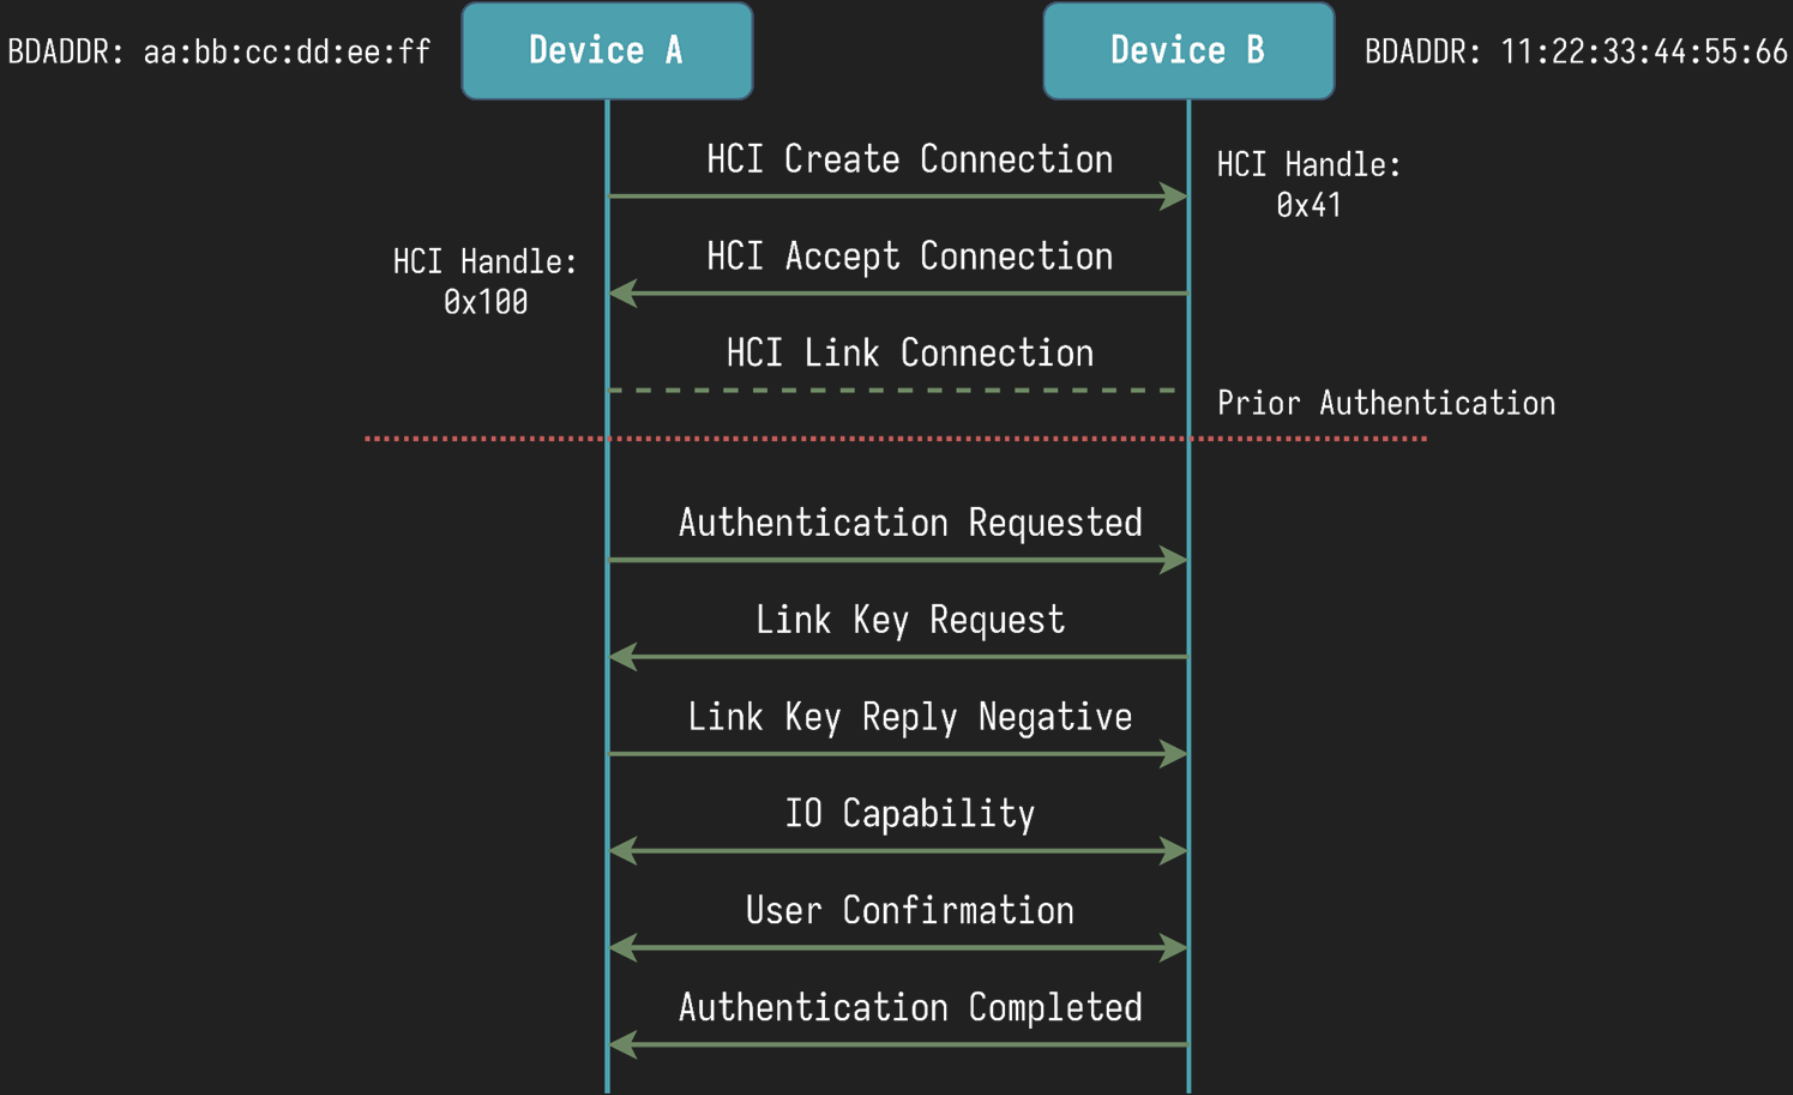 BDADDR: aa:bb:cc:dd:ee:ff
Device A
Device B
BDADDR: 11:22:33:44:55:66
HCI Create Connection
HCI Handle:
0x41
HCI Handle:
0x100
HCI Accept Connection
HCI Link Connection
Prior Authentication
Authentication Requested
Link Key Request
Link Key Reply Negative
IO Capability
User Confirmation
Authentication Completed